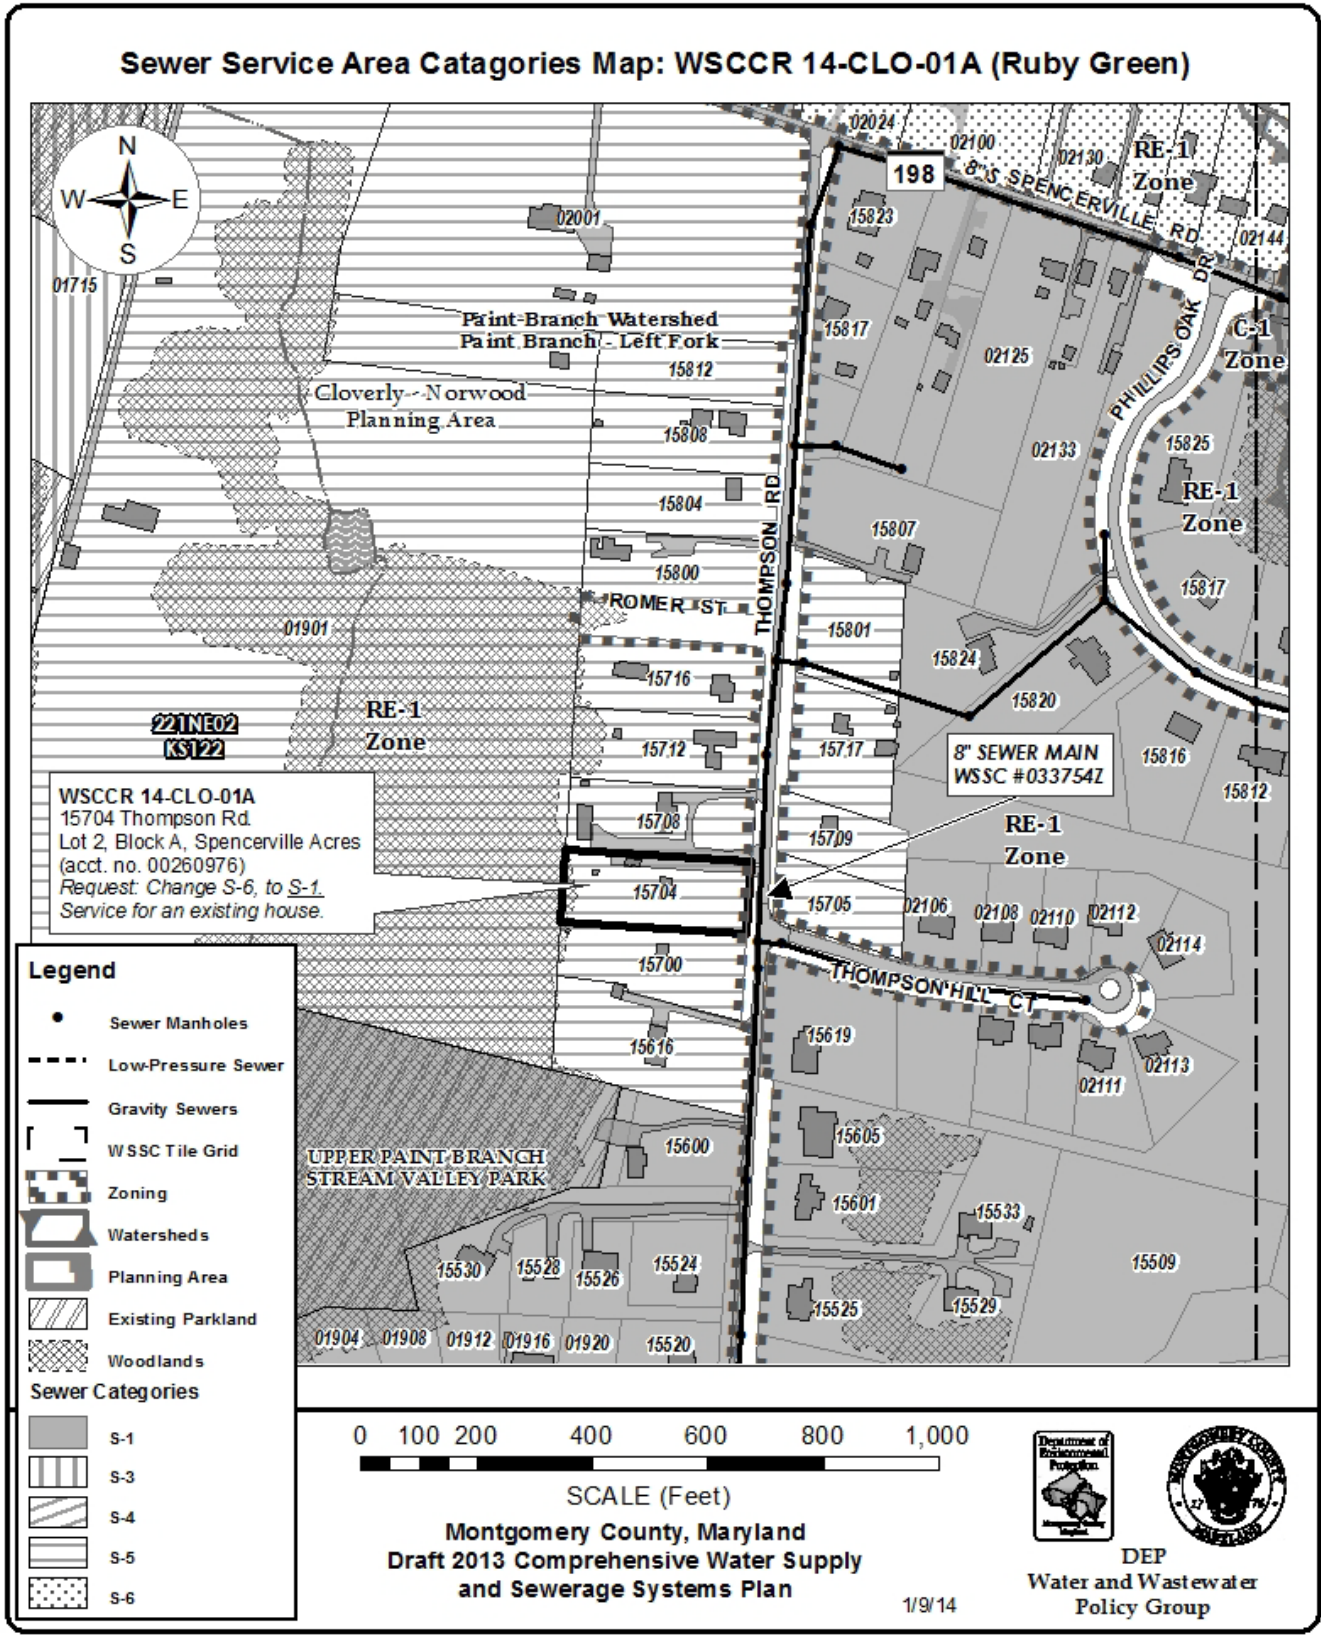 Sewer Service Area Catagories Map: WSCCR 14-CLO-01A (Ruby Green)
N
W E
S
02024
02100
02130
RE-1
Zone
198
8" S SPENCERVILLE RD
02144
02001
15823
01715
15817
PHILLIPS OAK DR
C-1
Zone
Paint-Branch Watershed
Paint Branch - Left Fork
15812
02125
Cloverly - Norwood
Planning Area
15808
02133
15825
RE-1
Zone
15804
THOMPSON RD
15807
15800
15817
ROMER ST
01901
15801
15824
15716
15820
RE-1
Zone
221NE02
KS122
15712
15717
8" SEWER MAIN
WSSC #033754Z
15816
15812
WSCCR 14-CLO-01A
15704 Thompson Rd.
Lot 2, Block A, Spencerville Acres
(acct. no. 00260976)
Request: Change S-6, to S-1.
Service for an existing house.
15708
15709
RE-1
Zone
15704
15705
02106
02108
02110
02112
02114
15700
THOMPSON HILL CT
15616
15619
02111
02113
UPPER PAINT BRANCH
STREAM VALLEY PARK
15600
15605
15601
15533
15530
15528
15526
15524
15509
15525
15529
01904
01908
01912
01916
01920
15520
Legend
Sewer Manholes
Low-Pressure Sewer
Gravity Sewers
WSSC Tile Grid
Zoning
Watersheds
Planning Area
Existing Parkland
Woodlands
Sewer Categories
S-1
S-3
S-4
S-5
S-6
0 100 200 400 600 800 1,000
SCALE (Feet)
Montgomery County, Maryland
Draft 2013 Comprehensive Water Supply
and Sewerage Systems Plan
1/9/14
Department of
Environmental
Protection
MONTGOMERY COUNTY
17 76
MARYLAND
DEP
Water and Wastewater
Policy Group